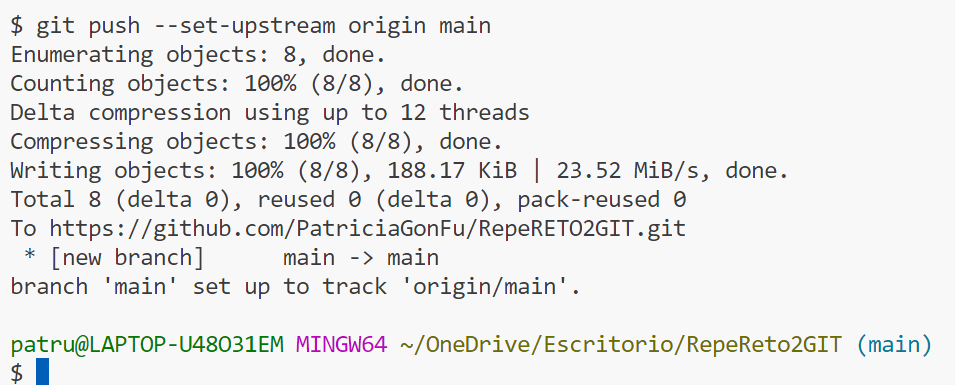 $ git push --set-upstream origin main
Enumerating objects: 8, done.
Counting objects: 100% (8/8), done.
Delta compression using up to 12 threads
Compressing objects: 100% (8/8), done.
Writing objects: 100% (8/8), 188.17 KiB | 23.52 MiB/s, done.
Total 8 (delta 0), reused 0 (delta 0), pack-reused 0
To https://github.com/PatriciaGonFu/RepeRETO2GIT.git
 * [new branch]      main -> main
branch 'main' set up to track 'origin/main'.
patru@LAPTOP-U48O31EM MINGW64 ~/OneDrive/Escritorio/RepeReto2GIT (main)
$